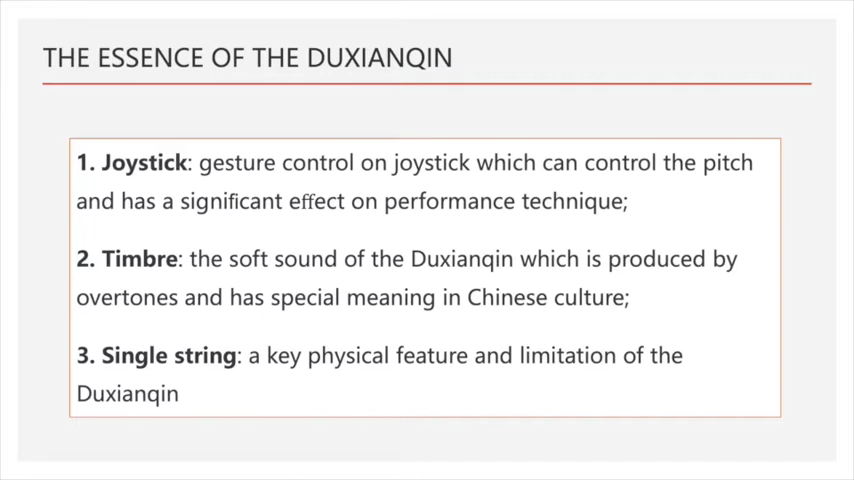 THE ESSENCE OF THE DUXIANQIN
1. Joystick: gesture control on joystick which can control the pitch
and has a significant effect on performance technique;
2. Timbre: the soft sound of the Duxianqin which is produced by
overtones and has special meaning in Chinese culture;
3. Single string: a key physical feature and limitation of the
Duxianqin